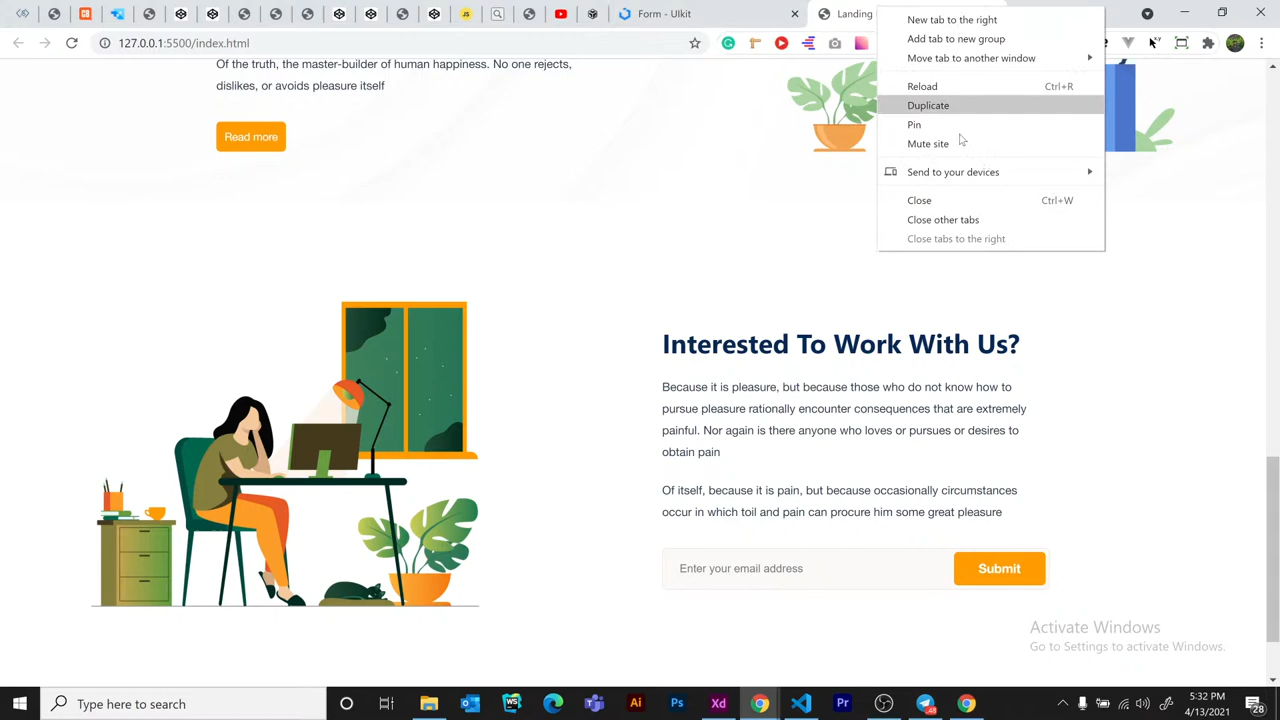 Form - UIkit
Landing
127.0.0.1:5500/index.html
New tab to the right
Add tab to new group
Move tab to another window
Reload Ctrl+R
Duplicate
Pin
Mute site
Send to your devices
Close Ctrl+W
Close other tabs
Close tabs to the right
Of the truth, the master-builder of human happiness. No one rejects,
dislikes, or avoids pleasure itself
Read more
Interested To Work With Us?
Because it is pleasure, but because those who do not know how to
pursue pleasure rationally encounter consequences that are extremely
painful. Nor again is there anyone who loves or pursues or desires to
obtain pain
Of itself, because it is pain, but because occasionally circumstances
occur in which toil and pain can procure him some great pleasure
Enter your email address
Submit
Activate Windows
Go to Settings to activate Windows.
Type here to search
Ai
Ps
Xd
Pr
5:32 PM
4/13/2021
28